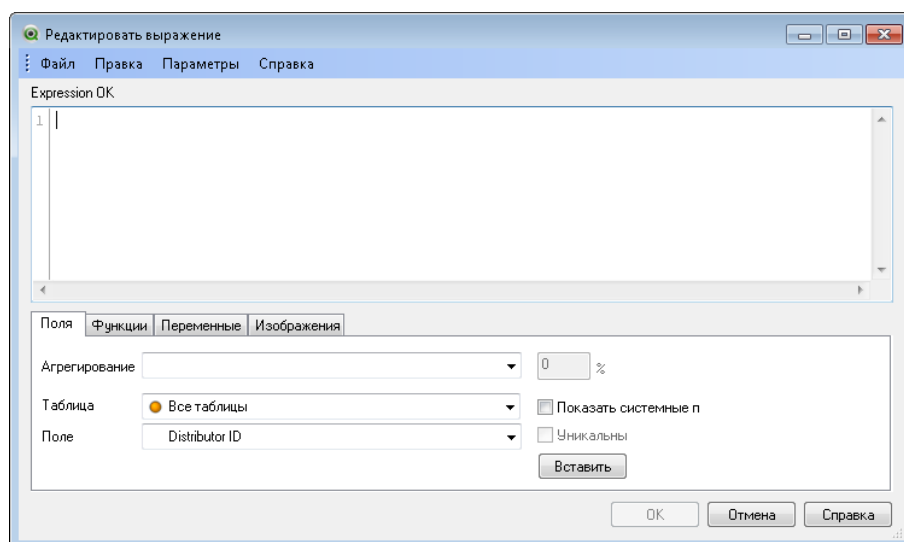 Редактировать выражение
Файл Правка Параметры Справка
Expression OK
1
Поля Функции Переменные Изображения
Агрегирование 0 %
Таблица Все таблицы Показать системные п
Поле Distributor ID Уникальны
Вставить
OK Отмена Справка